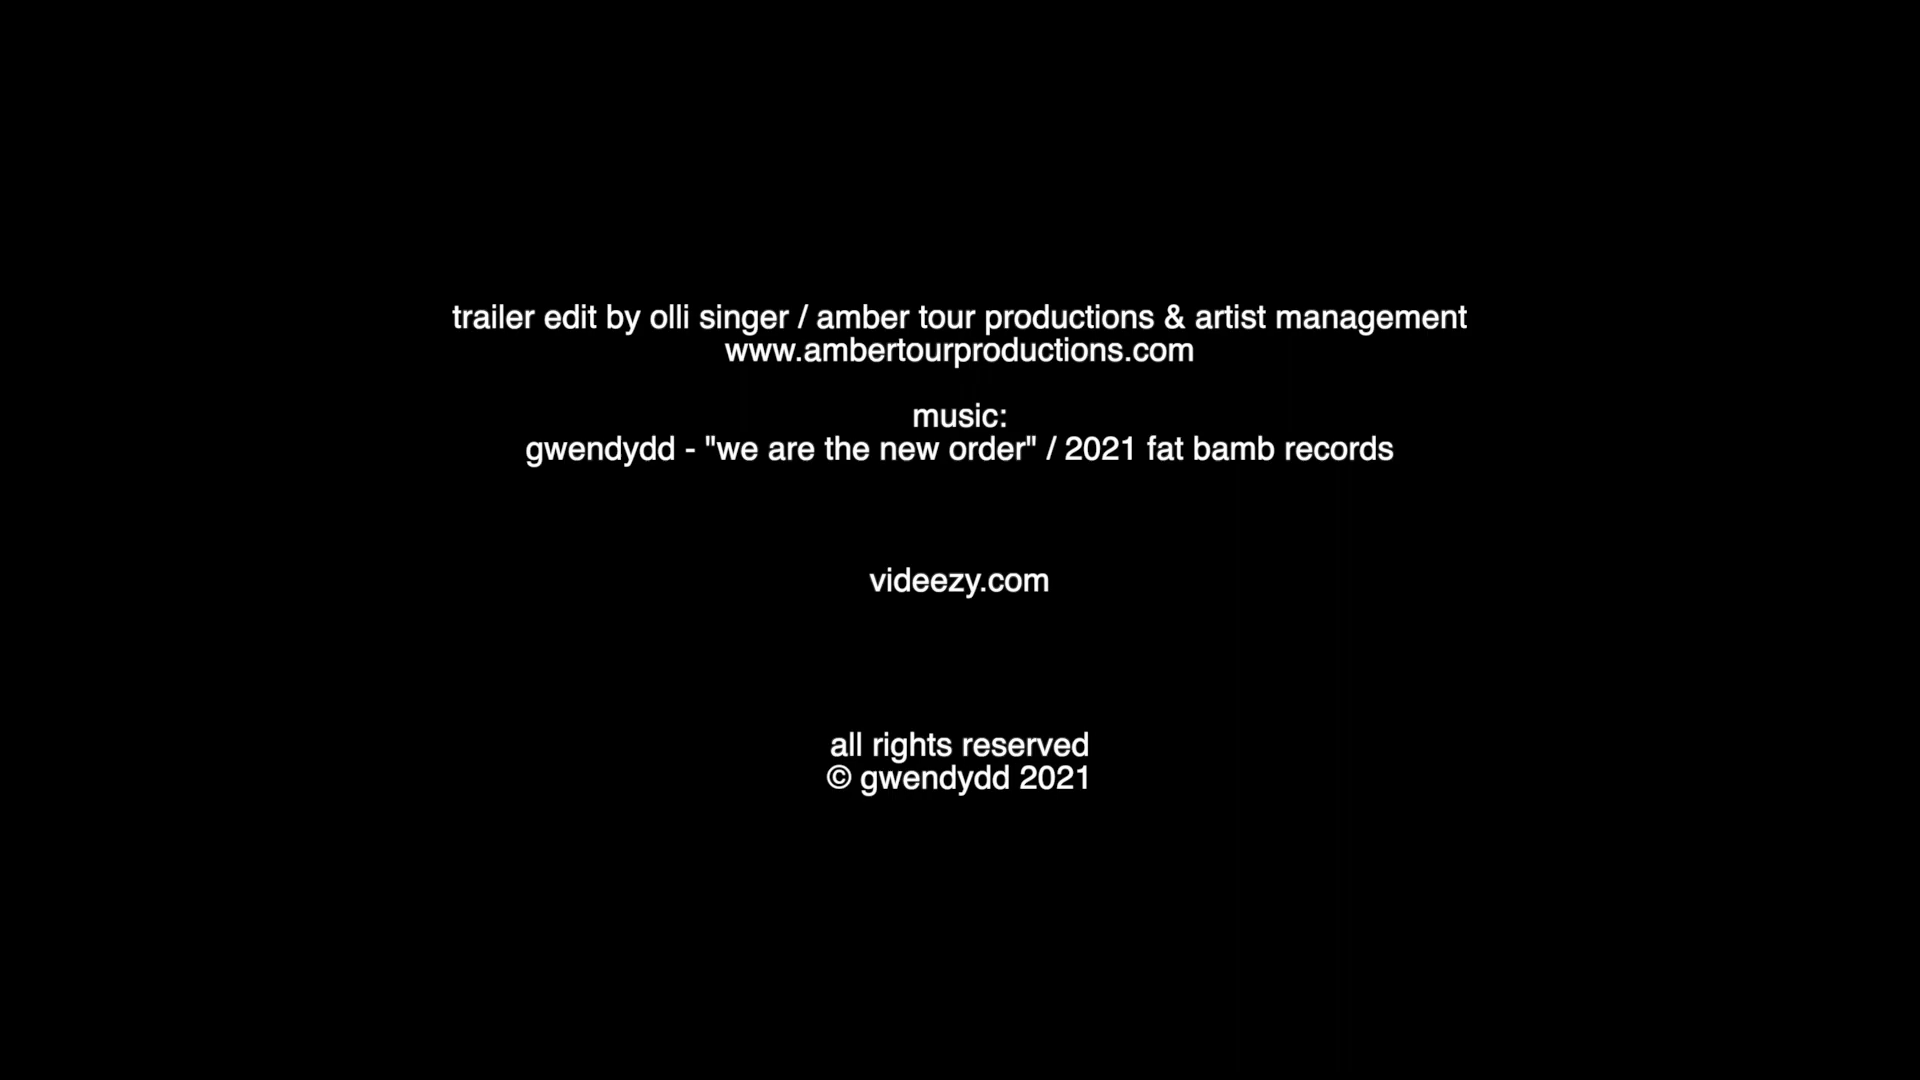 trailer edit by olli singer / amber tour productions & artist management
www.ambertourproductions.com
music:
gwendydd - "we are the new order" / 2021 fat bamb records
videezy.com
all rights reserved
© gwendydd 2021